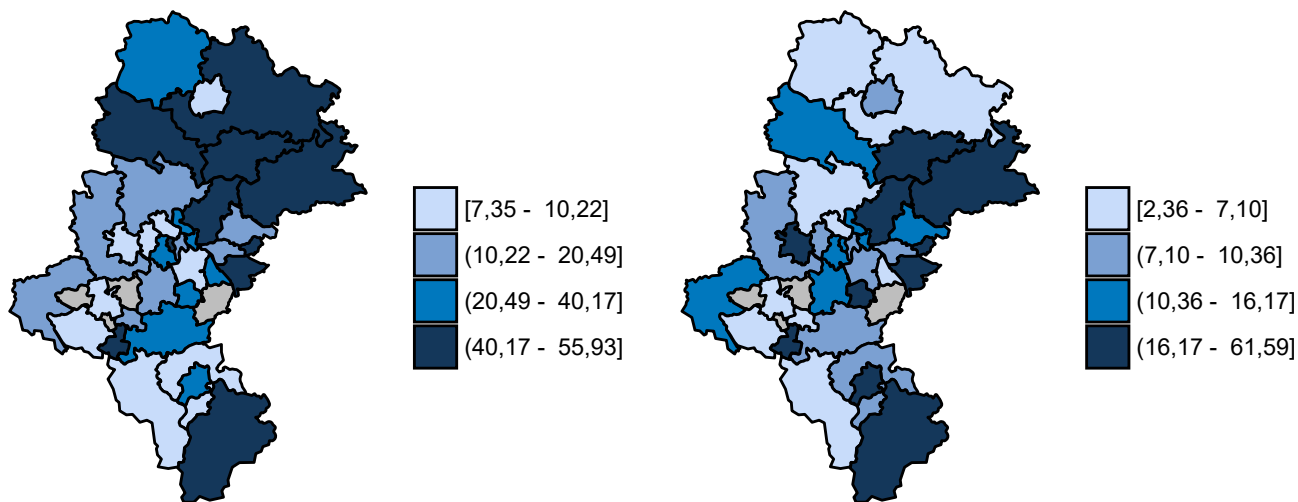 [7,35 - 10,22]
(10,22 - 20,49]
(20,49 - 40,17]
(40,17 - 55,93]
[2,36 - 7,10]
(7,10 - 10,36]
(10,36 - 16,17]
(16,17 - 61,59]